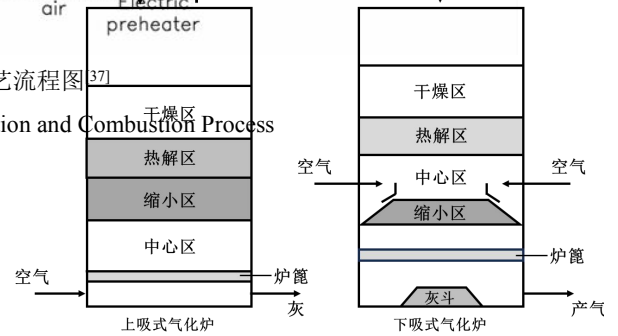 air
Electric
preheater
艺流程图[37]
ion and Combustion Process
干燥区
热解区
缩小区
中心区
空气
炉篦
灰
上吸式气化炉
干燥区
热解区
空气
中心区
空气
缩小区
炉篦
灰斗
产气
下吸式气化炉